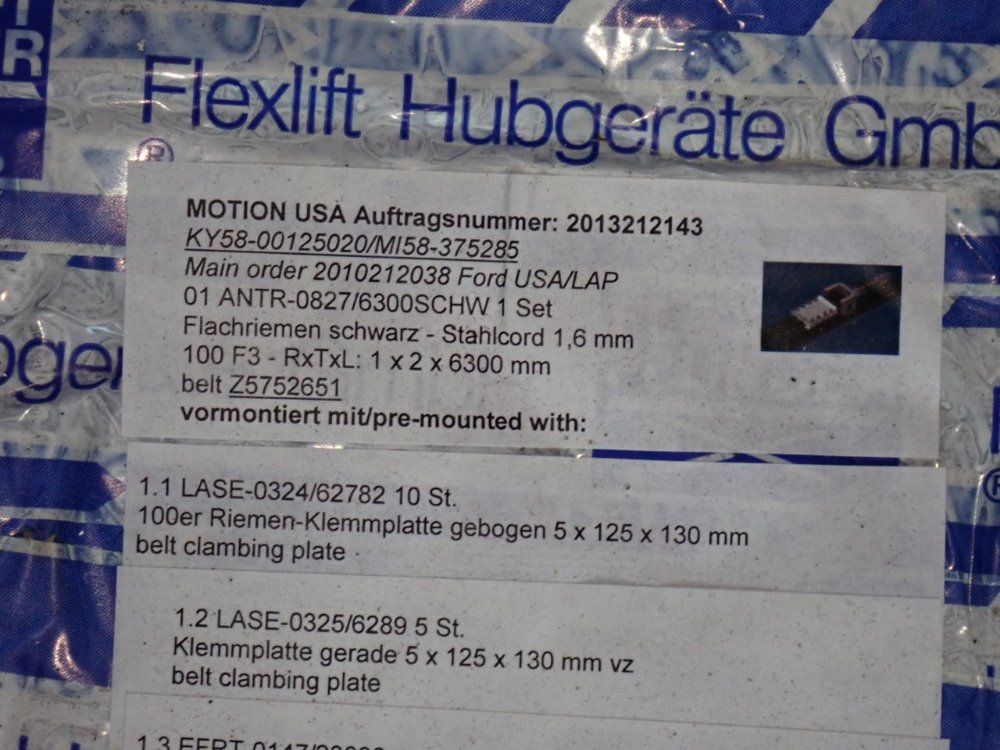 R
Flexlift Hubgeräte Gmb
®
MOTION USA Auftragsnummer: 2013212143
KY58-00125020/MI58-375285
Main order 2010212038 Ford USA/LAP
01 ANTR-0827/6300SCHW 1 Set
Flachriemen schwarz - Stahlcord 1,6 mm
100 F3 - RxTxL: 1 x 2 x 6300 mm
belt Z5752651
vormontiert mit/pre-mounted with:
1.1 LASE-0324/62782 10 St.
100er Riemen-Klemmplatte gebogen 5 x 125 x 130 mm
belt clambing plate
1.2 LASE-0325/6289 5 St.
Klemmplatte gerade 5 x 125 x 130 mm vz
belt clambing plate
1.3